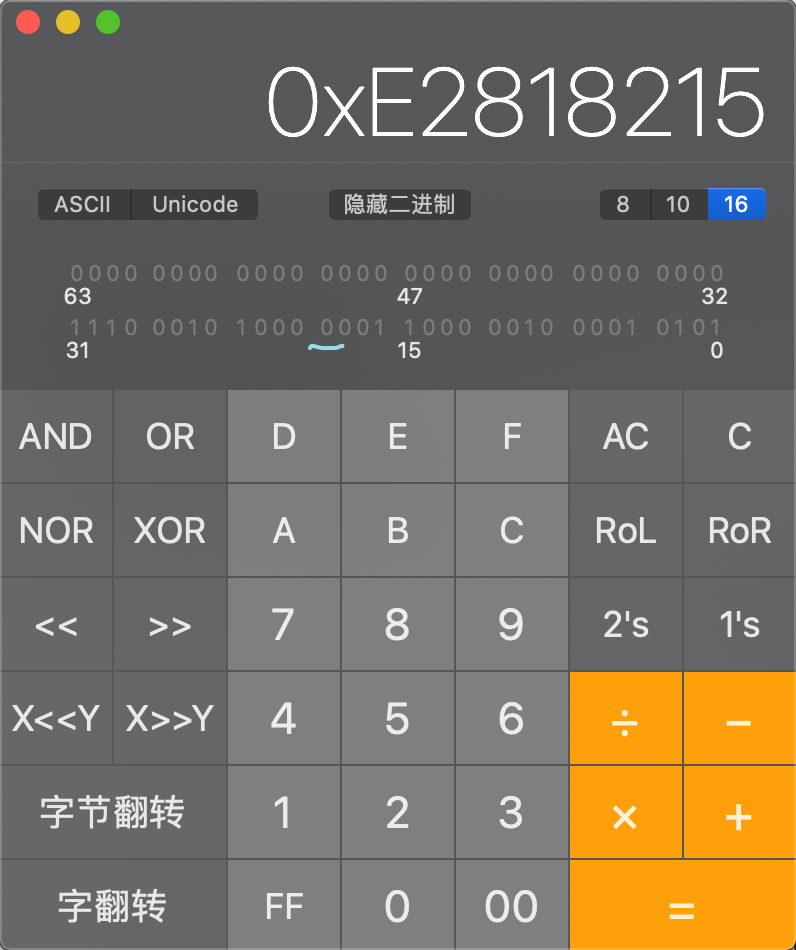 0xE2818215
ASCII Unicode 隐藏二进制 8 10 16
0000 0000 0000 0000 0000 0000 0000 0000
63 47 32
1110 0010 1000 0001 1000 0010 0001 0101
31 15 0
AND OR D E F AC C
NOR XOR A B C RoL RoR
<< >> 7 8 9 2's 1's
X<<Y X>>Y 4 5 6 ÷ −
字节翻转 1 2 3 × +
字翻转 FF 0 00 =